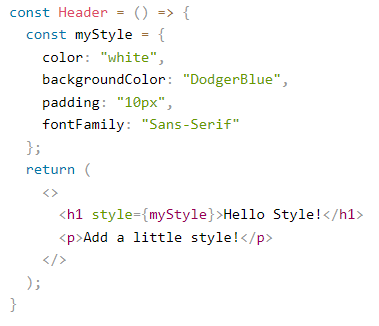 const Header = () => {
  const myStyle = {
    color: "white",
    backgroundColor: "DodgerBlue",
    padding: "10px",
    fontFamily: "Sans-Serif"
  };
  return (
    <>
      <h1 style={myStyle}>Hello Style!</h1>
      <p>Add a little style!</p>
    </>
  );
}